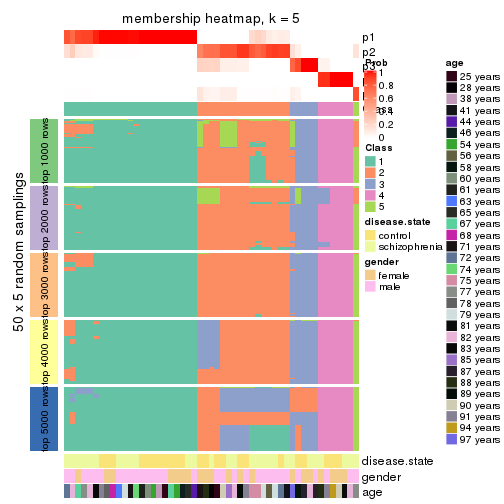 membership heatmap, k = 5
p1
p2
p3
Prob
1
0.8
0.6
0.4
0.2
0
Class
1
2
3
4
5
disease.state
control
schizophrenia
gender
female
male
age
25 years
28 years
38 years
41 years
44 years
46 years
54 years
56 years
58 years
60 years
61 years
63 years
65 years
67 years
68 years
71 years
72 years
74 years
75 years
77 years
78 years
79 years
81 years
82 years
83 years
85 years
87 years
88 years
89 years
90 years
91 years
94 years
97 years
50 x 5 random samplings
top 1000 rows
top 2000 rows
top 3000 rows
top 4000 rows
top 5000 rows
disease.state
gender
age